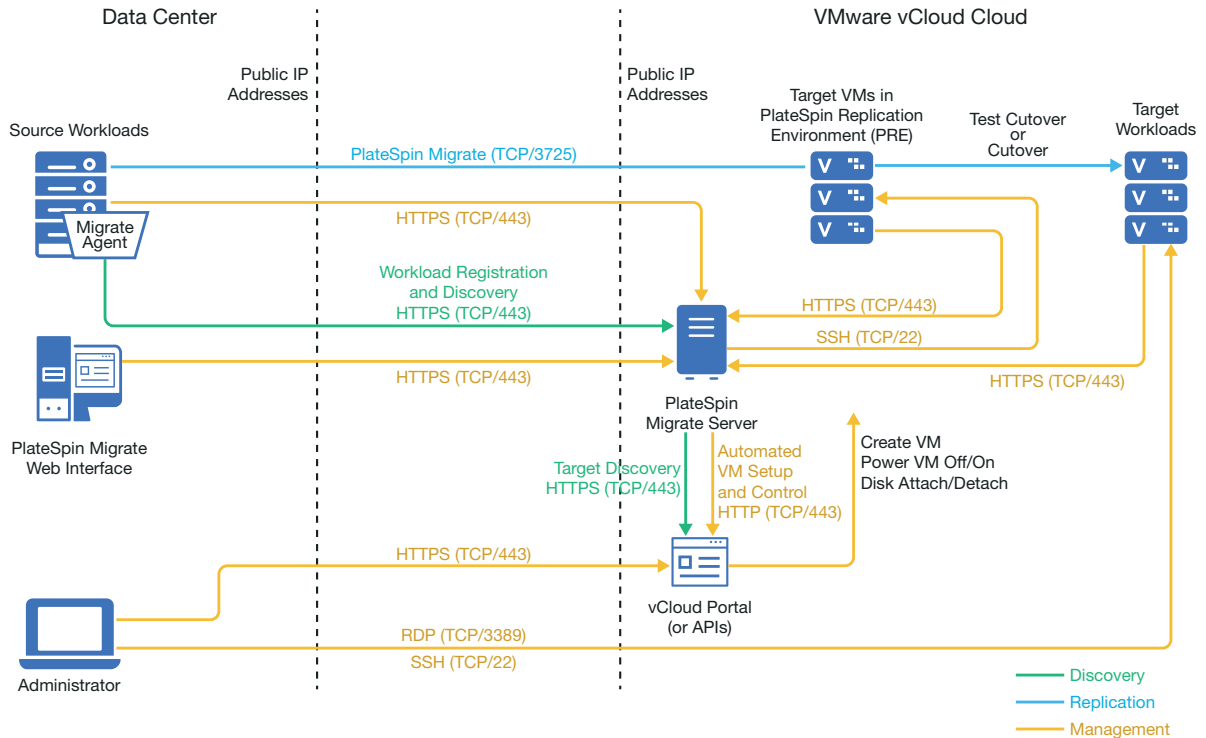 Data Center
VMware vCloud Cloud
Public IP
Addresses
Public IP
Addresses
Target VMs in
PlateSpin Replication
Environment (PRE)
Test Cutover
or
Cutover
Target
Workloads
Source Workloads
PlateSpin Migrate (TCP/3725)
V
V
V
V
V
V
HTTPS (TCP/443)
Migrate
Agent
Workload Registration
and Discovery
HTTPS (TCP/443)
HTTPS (TCP/443)
SSH (TCP/22)
HTTPS (TCP/443)
HTTPS (TCP/443)
PlateSpin
Migrate Server
PlateSpin Migrate
Web Interface
Target Discovery
HTTPS (TCP/443)
Automated
VM Setup
and Control
HTTP (TCP/443)
Create VM
Power VM Off/On
Disk Attach/Detach
HTTPS (TCP/443)
vCloud Portal
(or APIs)
RDP (TCP/3389)
SSH (TCP/22)
Administrator
Discovery
Replication
Management